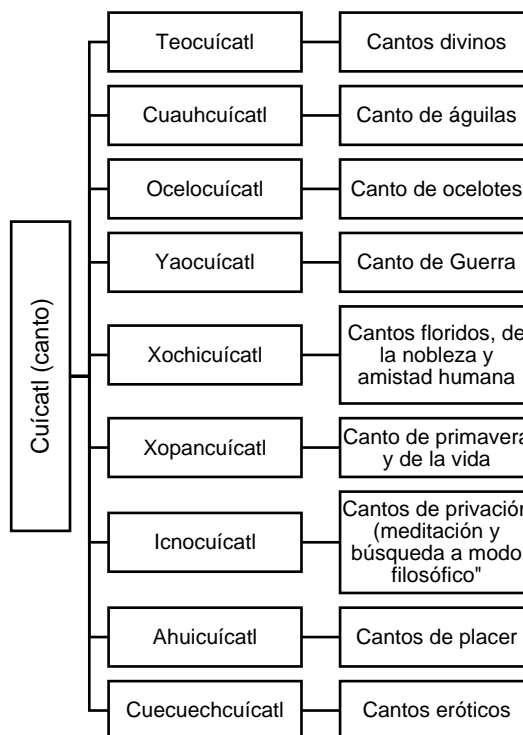 Cuícatl (canto)
Teocuícatl
Cantos divinos
Cuauhcuícatl
Canto de águilas
Ocelocuícatl
Canto de ocelotes
Yaocuícatl
Canto de Guerra
Xochicuícatl
Cantos floridos, de
la nobleza y
amistad humana
Xopancuícatl
Canto de primavera
y de la vida
Icnocuícatl
Cantos de privación
(meditación y
búsqueda a modo
filosófico"
Ahuicuícatl
Cantos de placer
Cuecuechcuícatl
Cantos eróticos